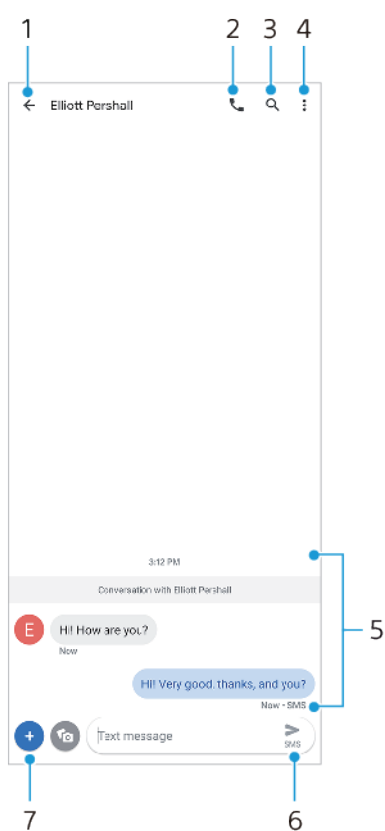 1 2 3 4
Elliott Pershall
3:12 PM
Conversation with Elliott Pershall
E
Hi! How are you?
Now
Hi! Very good, thanks, and you?
Now • SMS
5
+
Text message
SMS
7 6